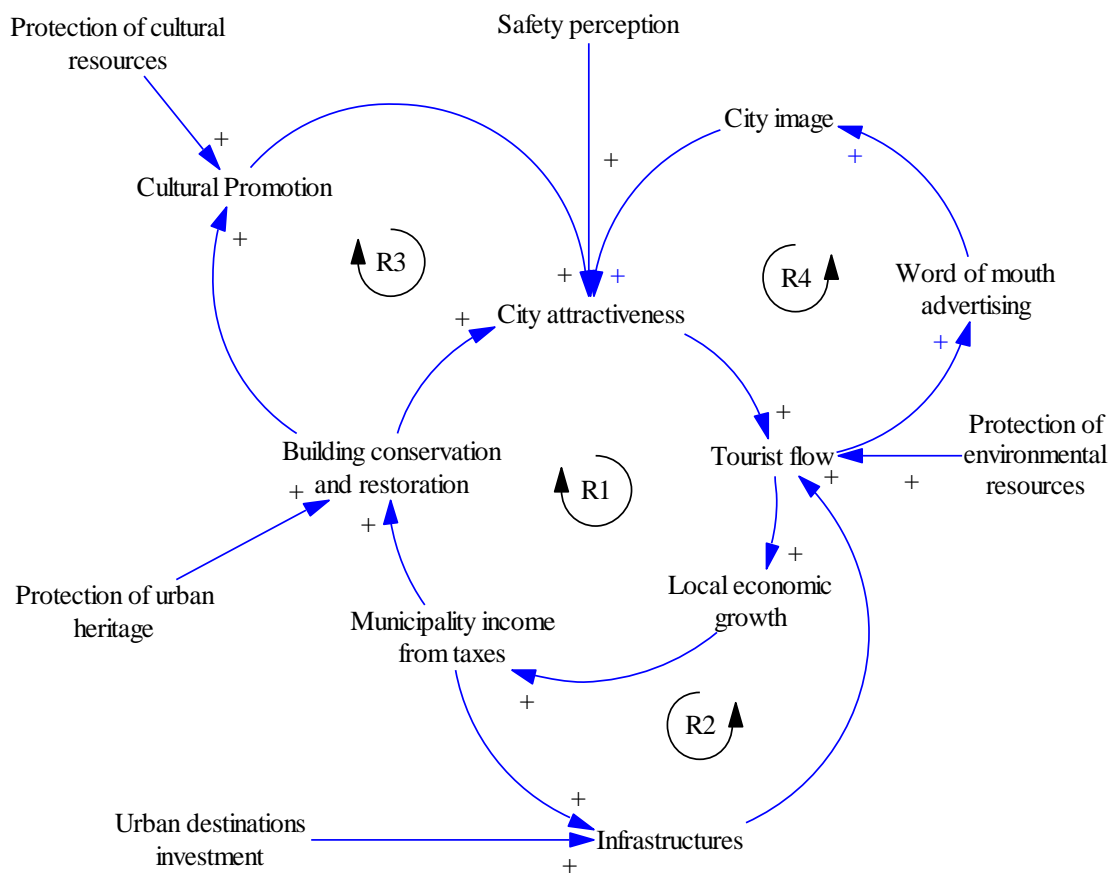 Protection of cultural
resources
Safety perception
City image
+
+
+
Cultural Promotion
+
R3
R4
Word of mouth
advertising
+
+
City attractiveness
+
+
+
Protection of
environmental
resources
Building conservation
and restoration
Tourist flow
+
+
+
+
R1
+
Local economic
growth
Protection of urban
heritage
Municipality income
from taxes
+
R2
+
Urban destinations
investment
Infrastructures
+